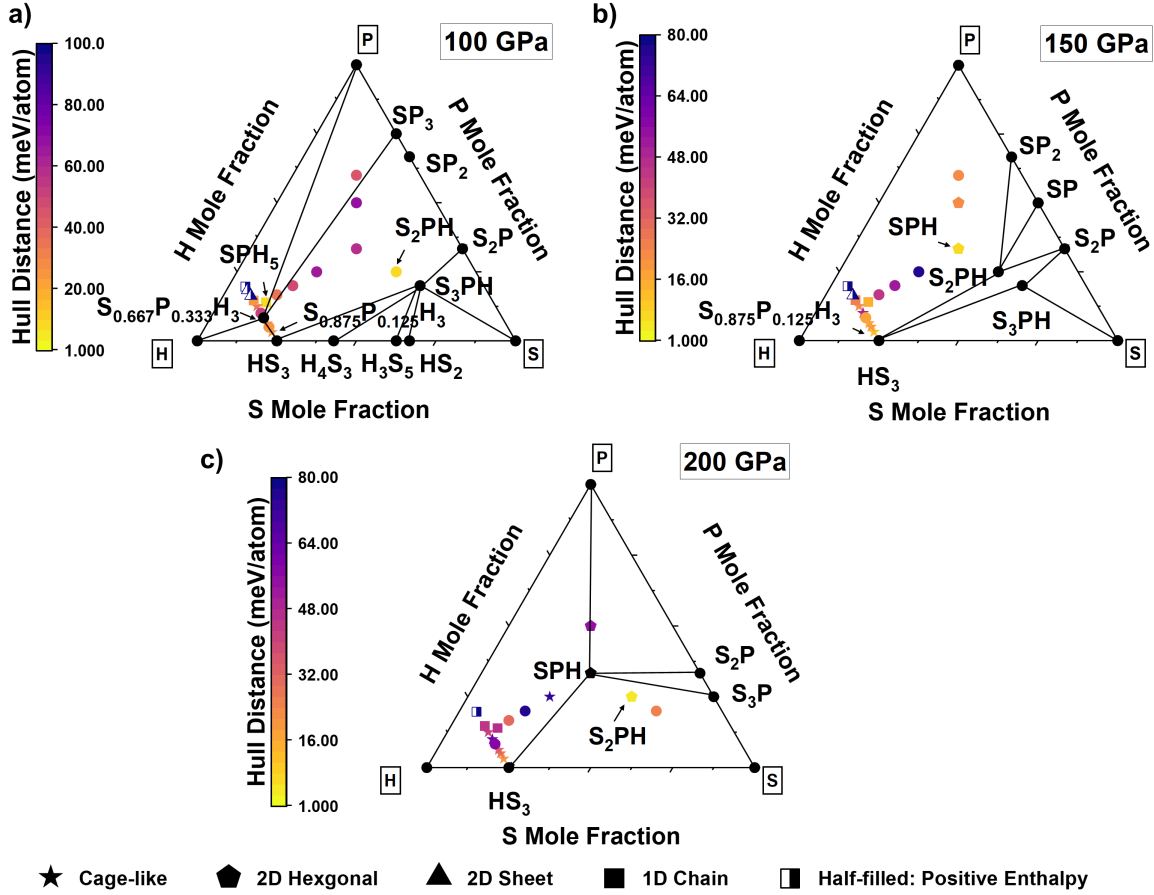 a)
100 GPa
Hull Distance (meV/atom)
100.0
80.00
60.00
40.00
20.00
1.000
H Mole Fraction
P Mole Fraction
S Mole Fraction
P
SP3
SP2
S2P
S2PH
S3PH
SPH5
S0.667P0.333H3
S0.875P0.125H3
H
S
HS3
H4S3
H3S5
HS2
b)
150 GPa
Hull Distance (meV/atom)
80.00
64.00
48.00
32.00
16.00
1.000
H Mole Fraction
P Mole Fraction
S Mole Fraction
P
SP2
SP
S2P
SPH
S2PH
S3PH
S0.875P0.125H3
H
S
HS3
c)
200 GPa
Hull Distance (meV/atom)
80.00
64.00
48.00
32.00
16.00
1.000
H Mole Fraction
P Mole Fraction
S Mole Fraction
P
S2P
S3P
SPH
S2PH
H
S
HS3
Cage-like
2D Hexgonal
2D Sheet
1D Chain
Half-filled: Positive Enthalpy